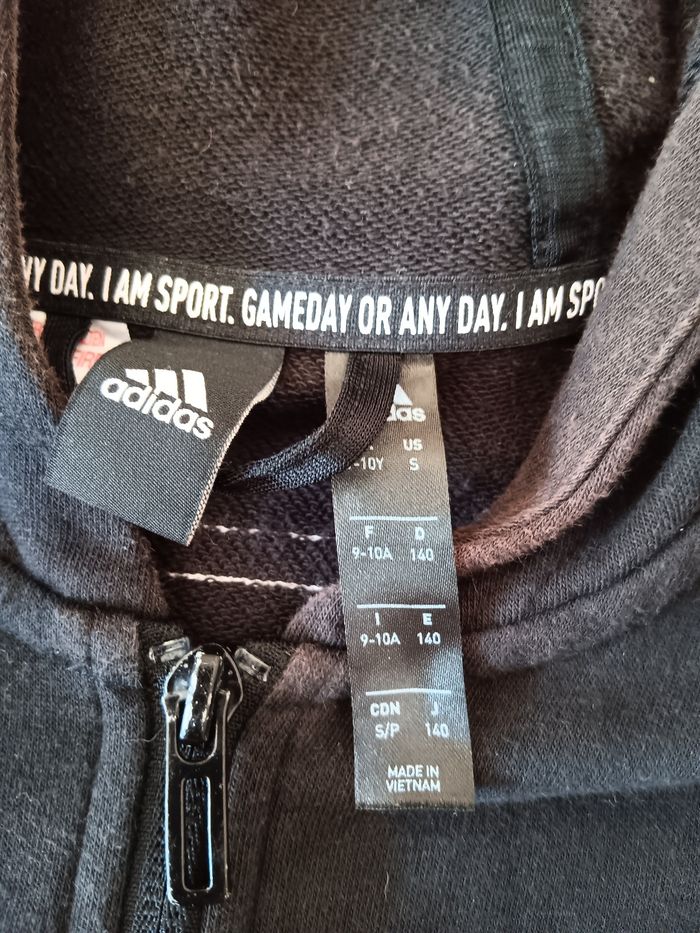 DAY. I AM SPORT. GAMEDAY OR ANY DAY. I AM
adidas
US
-10Y S
F D
9-10A 140
I E
9-10A 140
CDN J
S/P 140
MADE IN
VIETNAM